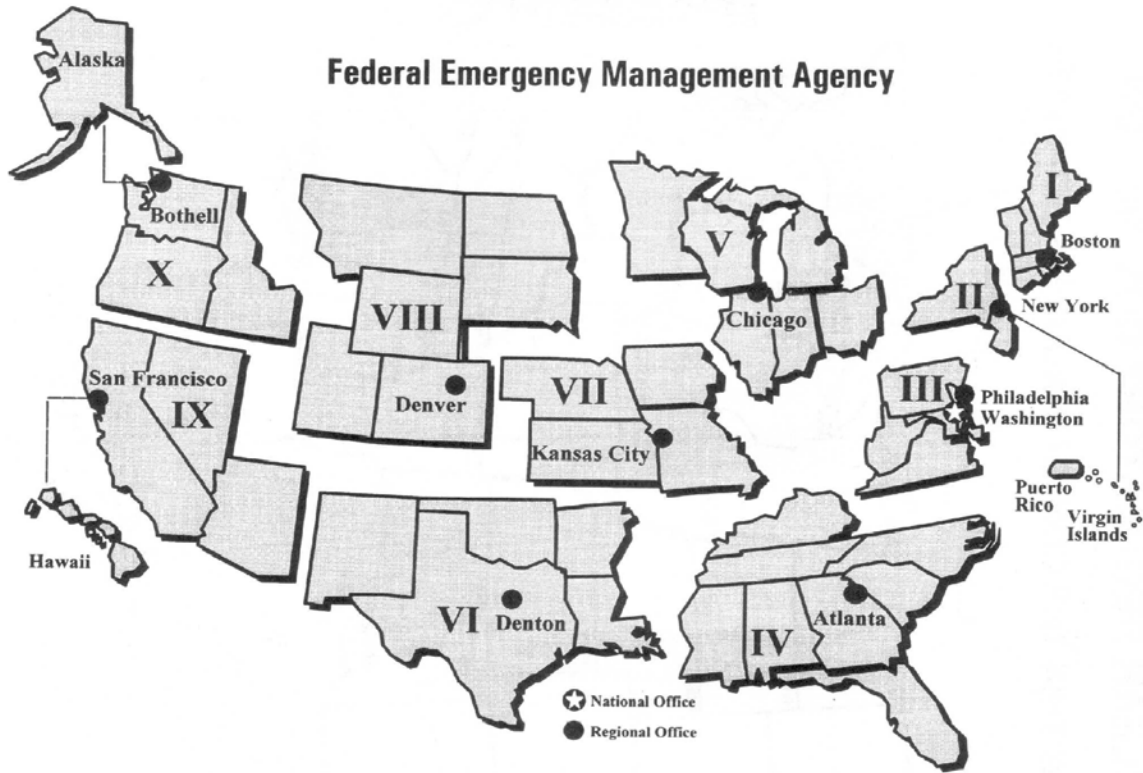 Federal Emergency Management Agency
Alaska
Bothell
X
VIII
V
I
Boston
II
New York
Chicago
San Francisco
IX
Denver
VII
Kansas City
III
Philadelphia
Washington
Puerto
Rico
Virgin
Islands
Hawaii
VI
Denton
IV
Atlanta
National Office
Regional Office